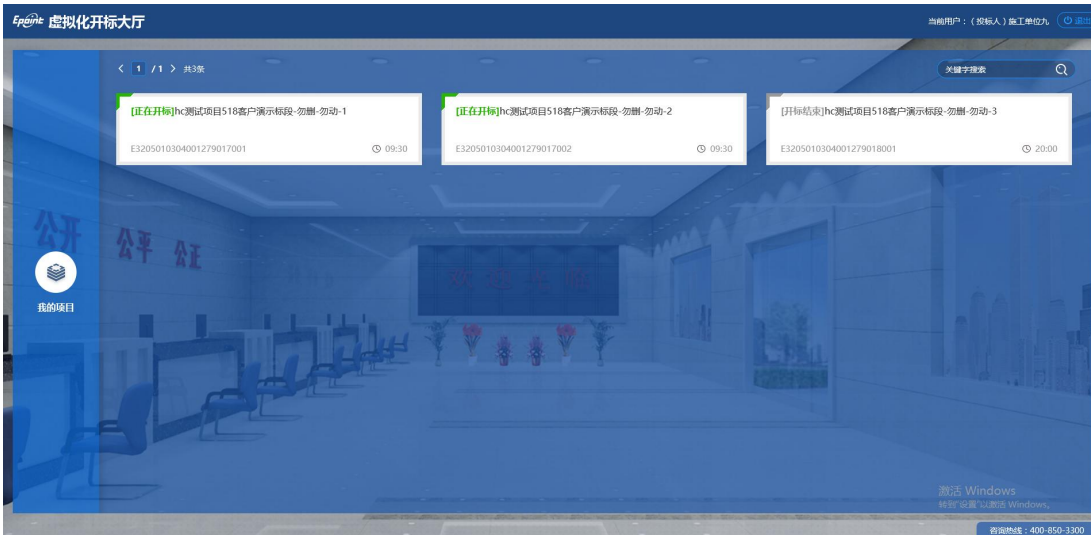 Epoint 虚拟化开标大厅
当前用户：（投标人）施工单位九 退出
< 1 / 1 > 共3条
关键字搜索
[正在开标]hc测试项目518客户演示标段-勿删-勿动-1
E3205010304001279017001 09:30
[正在开标]hc测试项目518客户演示标段-勿删-勿动-2
E3205010304001279017002 09:30
[开标结束]hc测试项目518客户演示标段-勿删-勿动-3
E3205010304001279018001 20:00
公开 公平 公正
欢迎光临
我的项目
激活 Windows
转到"设置"以激活 Windows。
咨询热线：400-850-3300